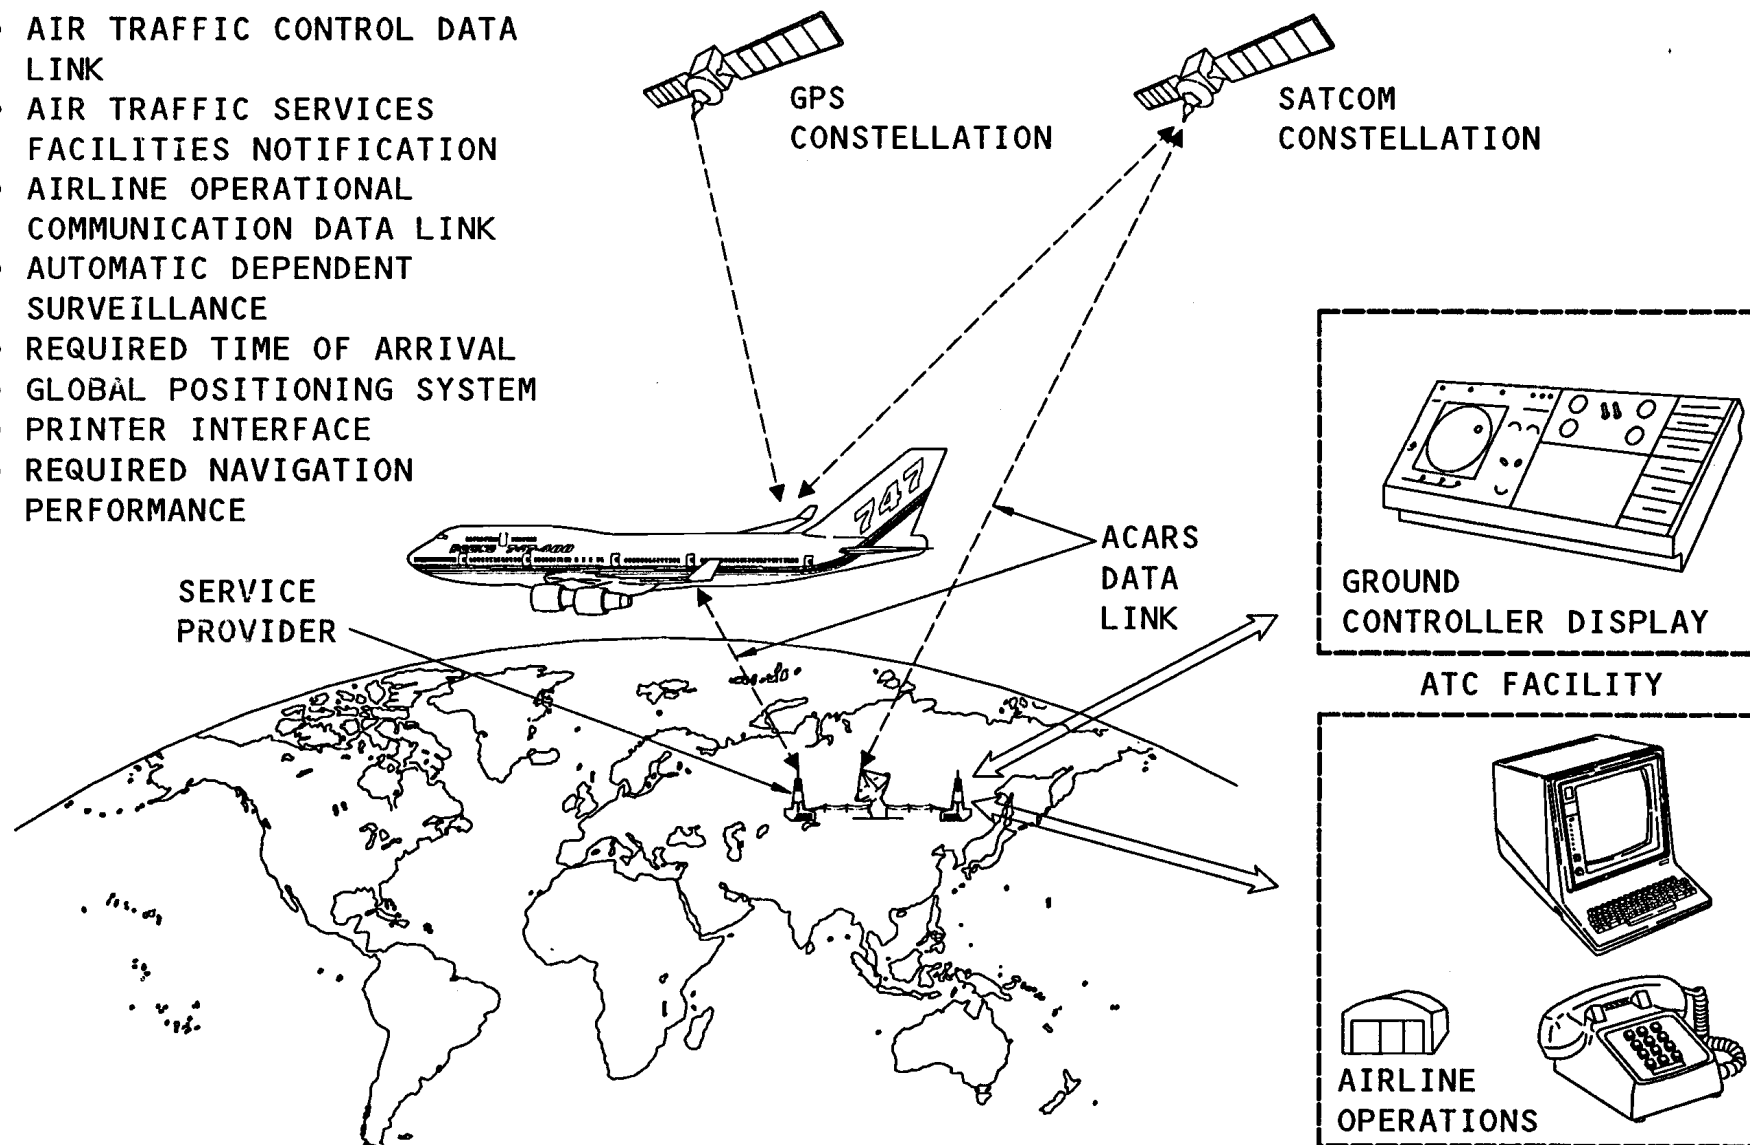 • AIR TRAFFIC CONTROL DATA
LINK
• AIR TRAFFIC SERVICES
FACILITIES NOTIFICATION
• AIRLINE OPERATIONAL
COMMUNICATION DATA LINK
• AUTOMATIC DEPENDENT
SURVEILLANCE
• REQUIRED TIME OF ARRIVAL
• GLOBAL POSITIONING SYSTEM
• PRINTER INTERFACE
• REQUIRED NAVIGATION
PERFORMANCE
GPS
CONSTELLATION
SATCOM
CONSTELLATION
747
ACARS
DATA
LINK
SERVICE
PROVIDER
GROUND
CONTROLLER DISPLAY
ATC FACILITY
AIRLINE
OPERATIONS